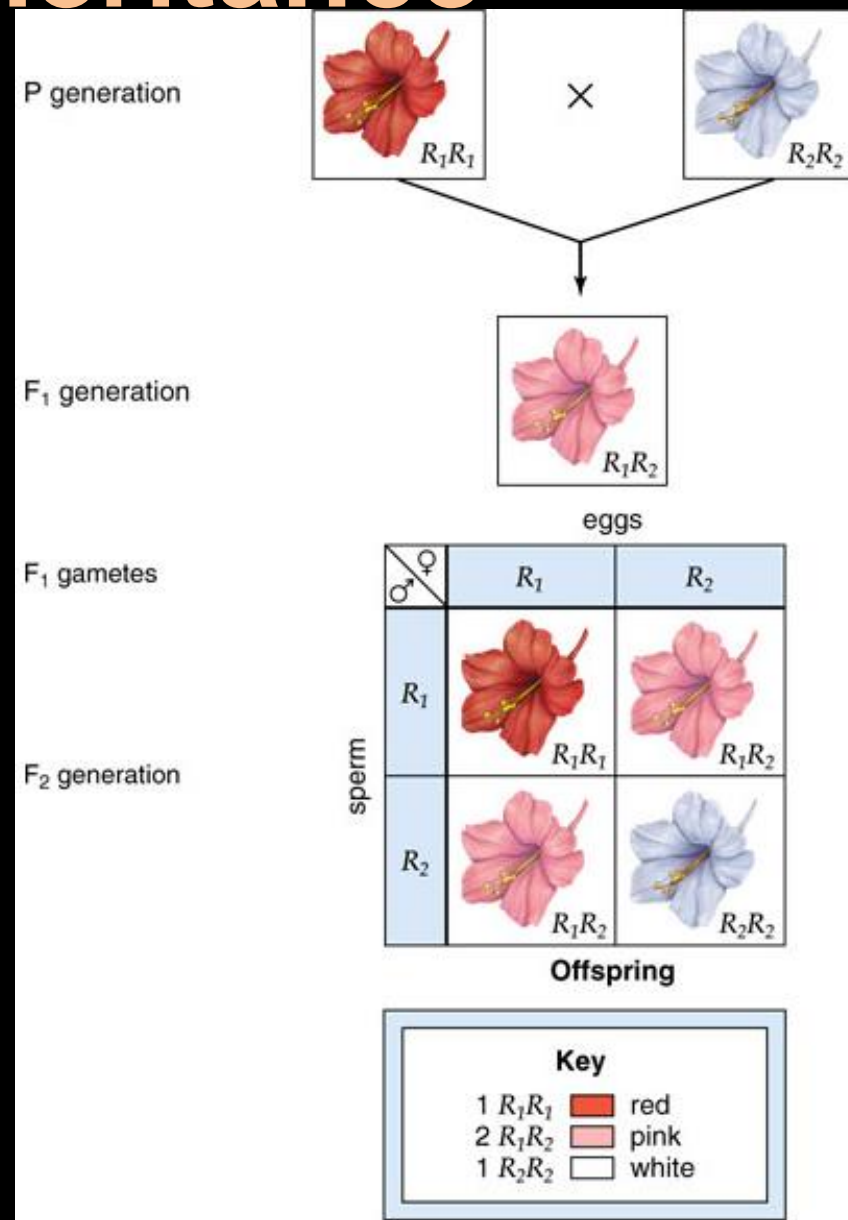 P generation
×
R₁R₁
R₂R₂
F₁ generation
R₁R₂
eggs
F₁ gametes
♂ ♀
R₁
R₂
F₂ generation
sperm
R₁
R₁R₁
R₁R₂
R₂
R₁R₂
R₂R₂
Offspring
Key
1 R₁R₁ red
2 R₁R₂ pink
1 R₂R₂ white